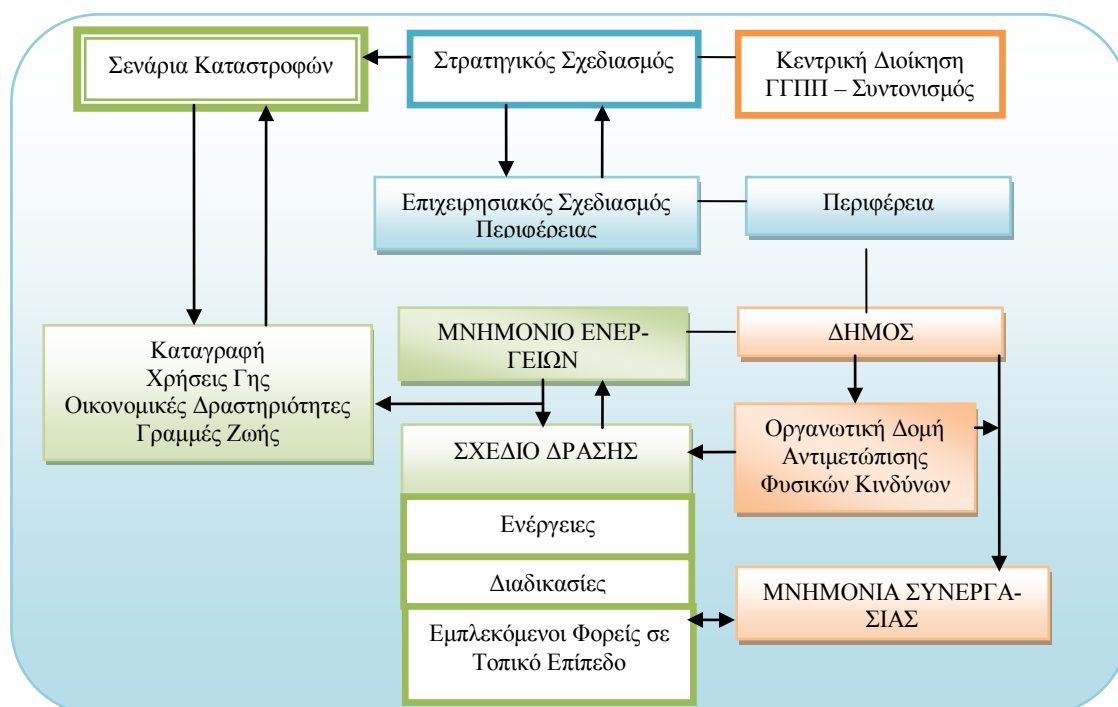 Σενάρια Καταστροφών
Στρατηγικός Σχεδιασμός
Κεντρική Διοίκηση
ΓΓΠΠ – Συντονισμός
Επιχειρησιακός Σχεδιασμός
Περιφέρειας
Περιφέρεια
ΜΝΗΜΟΝΙΟ ΕΝΕΡ-
ΓΕΙΩΝ
ΔΗΜΟΣ
Καταγραφή
Χρήσεις Γης
Οικονομικές Δραστηριότητες
Γραμμές Ζωής
ΣΧΕΔΙΟ ΔΡΑΣΗΣ
Οργανωτική Δομή
Αντιμετώπισης
Φυσικών Κινδύνων
Ενέργειες
Διαδικασίες
Εμπλεκόμενοι Φορείς σε
Τοπικό Επίπεδο
ΜΝΗΜΟΝΙΑ ΣΥΝΕΡΓΑ-
ΣΙΑΣ